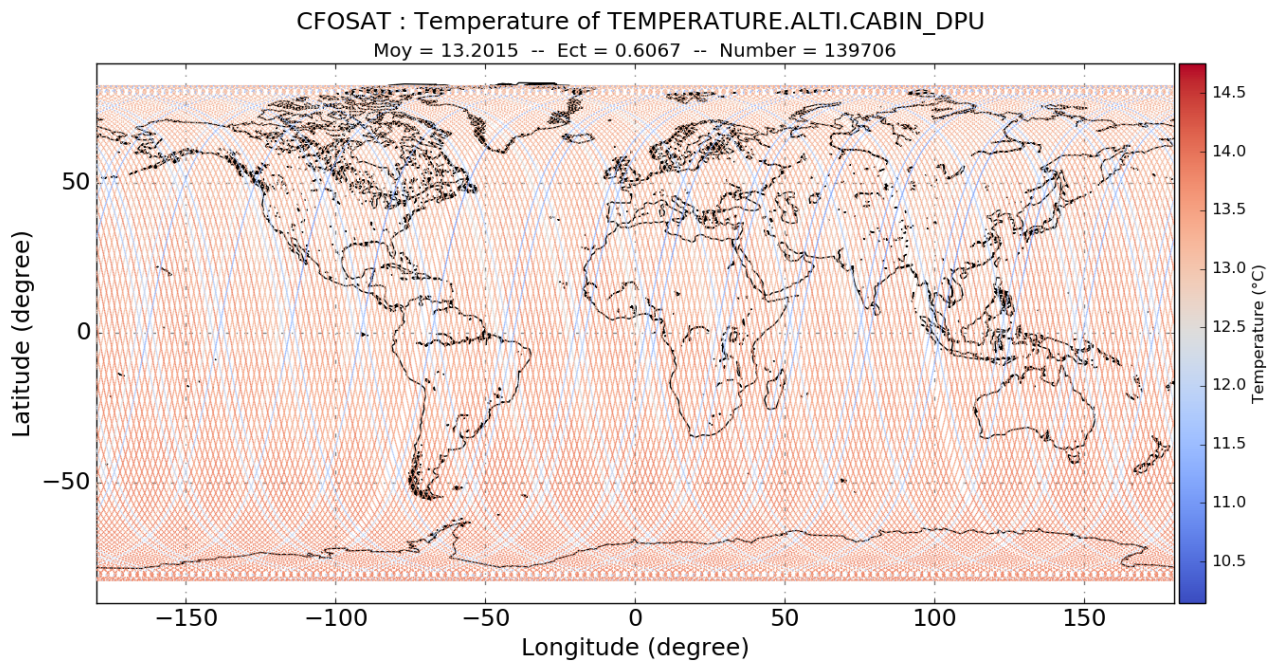 CFOSAT : Temperature of TEMPERATURE.ALTI.CABIN_DPU
Moy = 13.2015 -- Ect = 0.6067 -- Number = 139706
50
0
−50
Latitude (degree)
−150 −100 −50 0 50 100 150
Longitude (degree)
14.5
14.0
13.5
13.0
12.5
12.0
11.5
11.0
10.5
Temperature (°C)